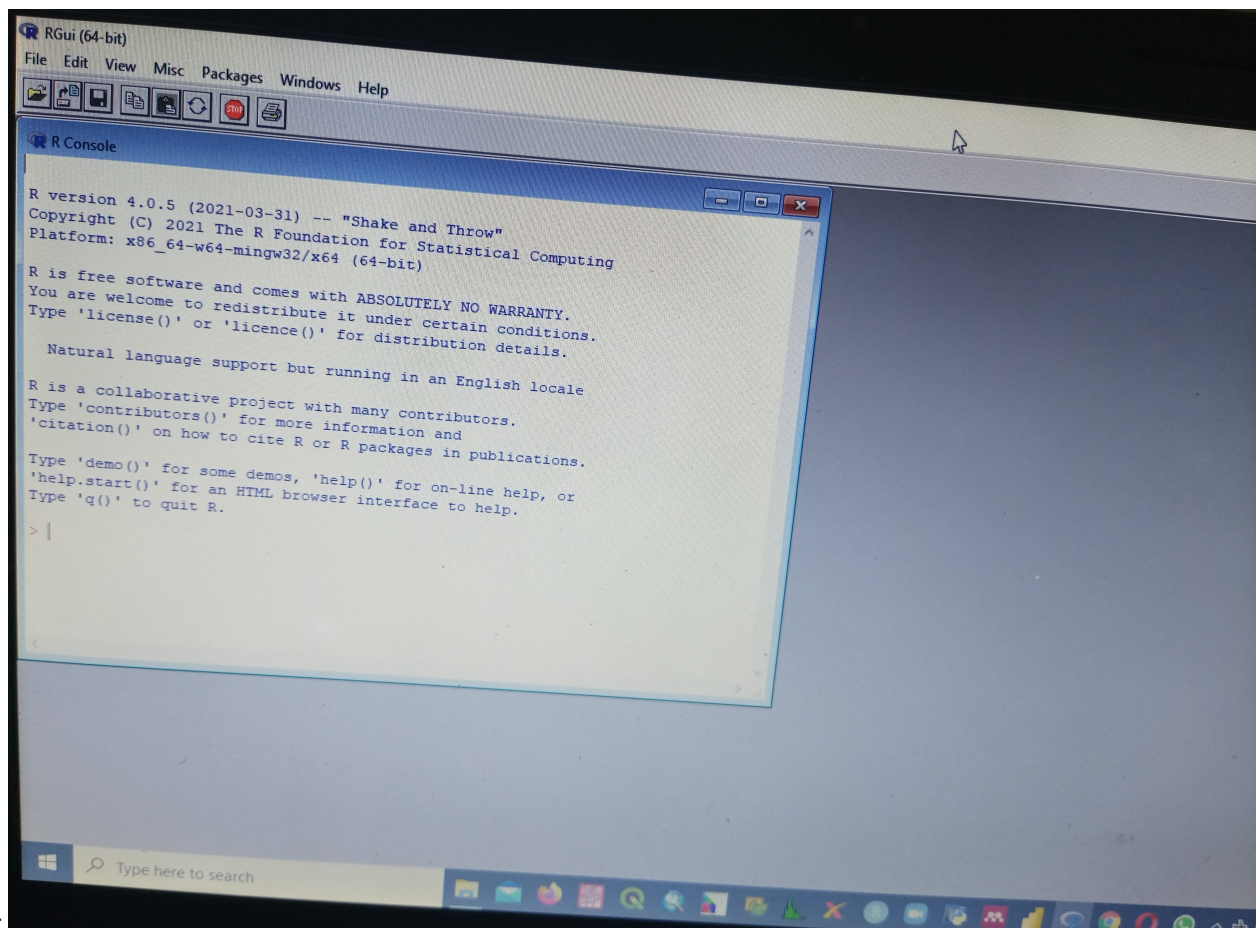 RGui (64-bit)
File Edit View Misc Packages Windows Help
STOP
R Console
R version 4.0.5 (2021-03-31) -- "Shake and Throw"
Copyright (C) 2021 The R Foundation for Statistical Computing
Platform: x86_64-w64-mingw32/x64 (64-bit)
R is free software and comes with ABSOLUTELY NO WARRANTY.
You are welcome to redistribute it under certain conditions.
Type 'license()' or 'licence()' for distribution details.
Natural language support but running in an English locale
R is a collaborative project with many contributors.
Type 'contributors()' for more information and
'citation()' on how to cite R or R packages in publications.
Type 'demo()' for some demos, 'help()' for on-line help, or
'help.start()' for an HTML browser interface to help.
Type 'q()' to quit R.
>
Type here to search